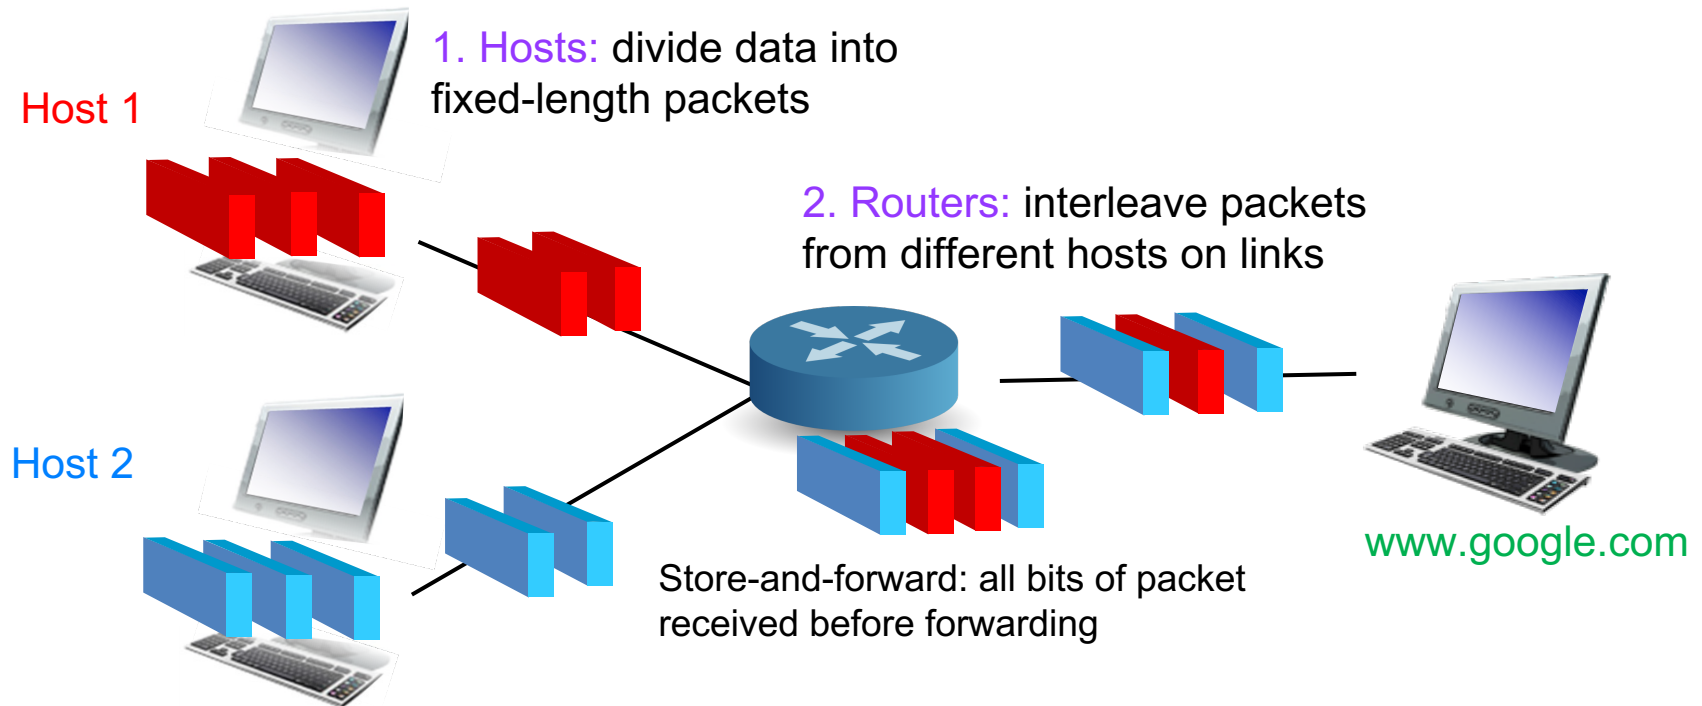 1. Hosts: divide data into
fixed-length packets
Host 1
2. Routers: interleave packets
from different hosts on links
Host 2
www.google.com
Store-and-forward: all bits of packet
received before forwarding